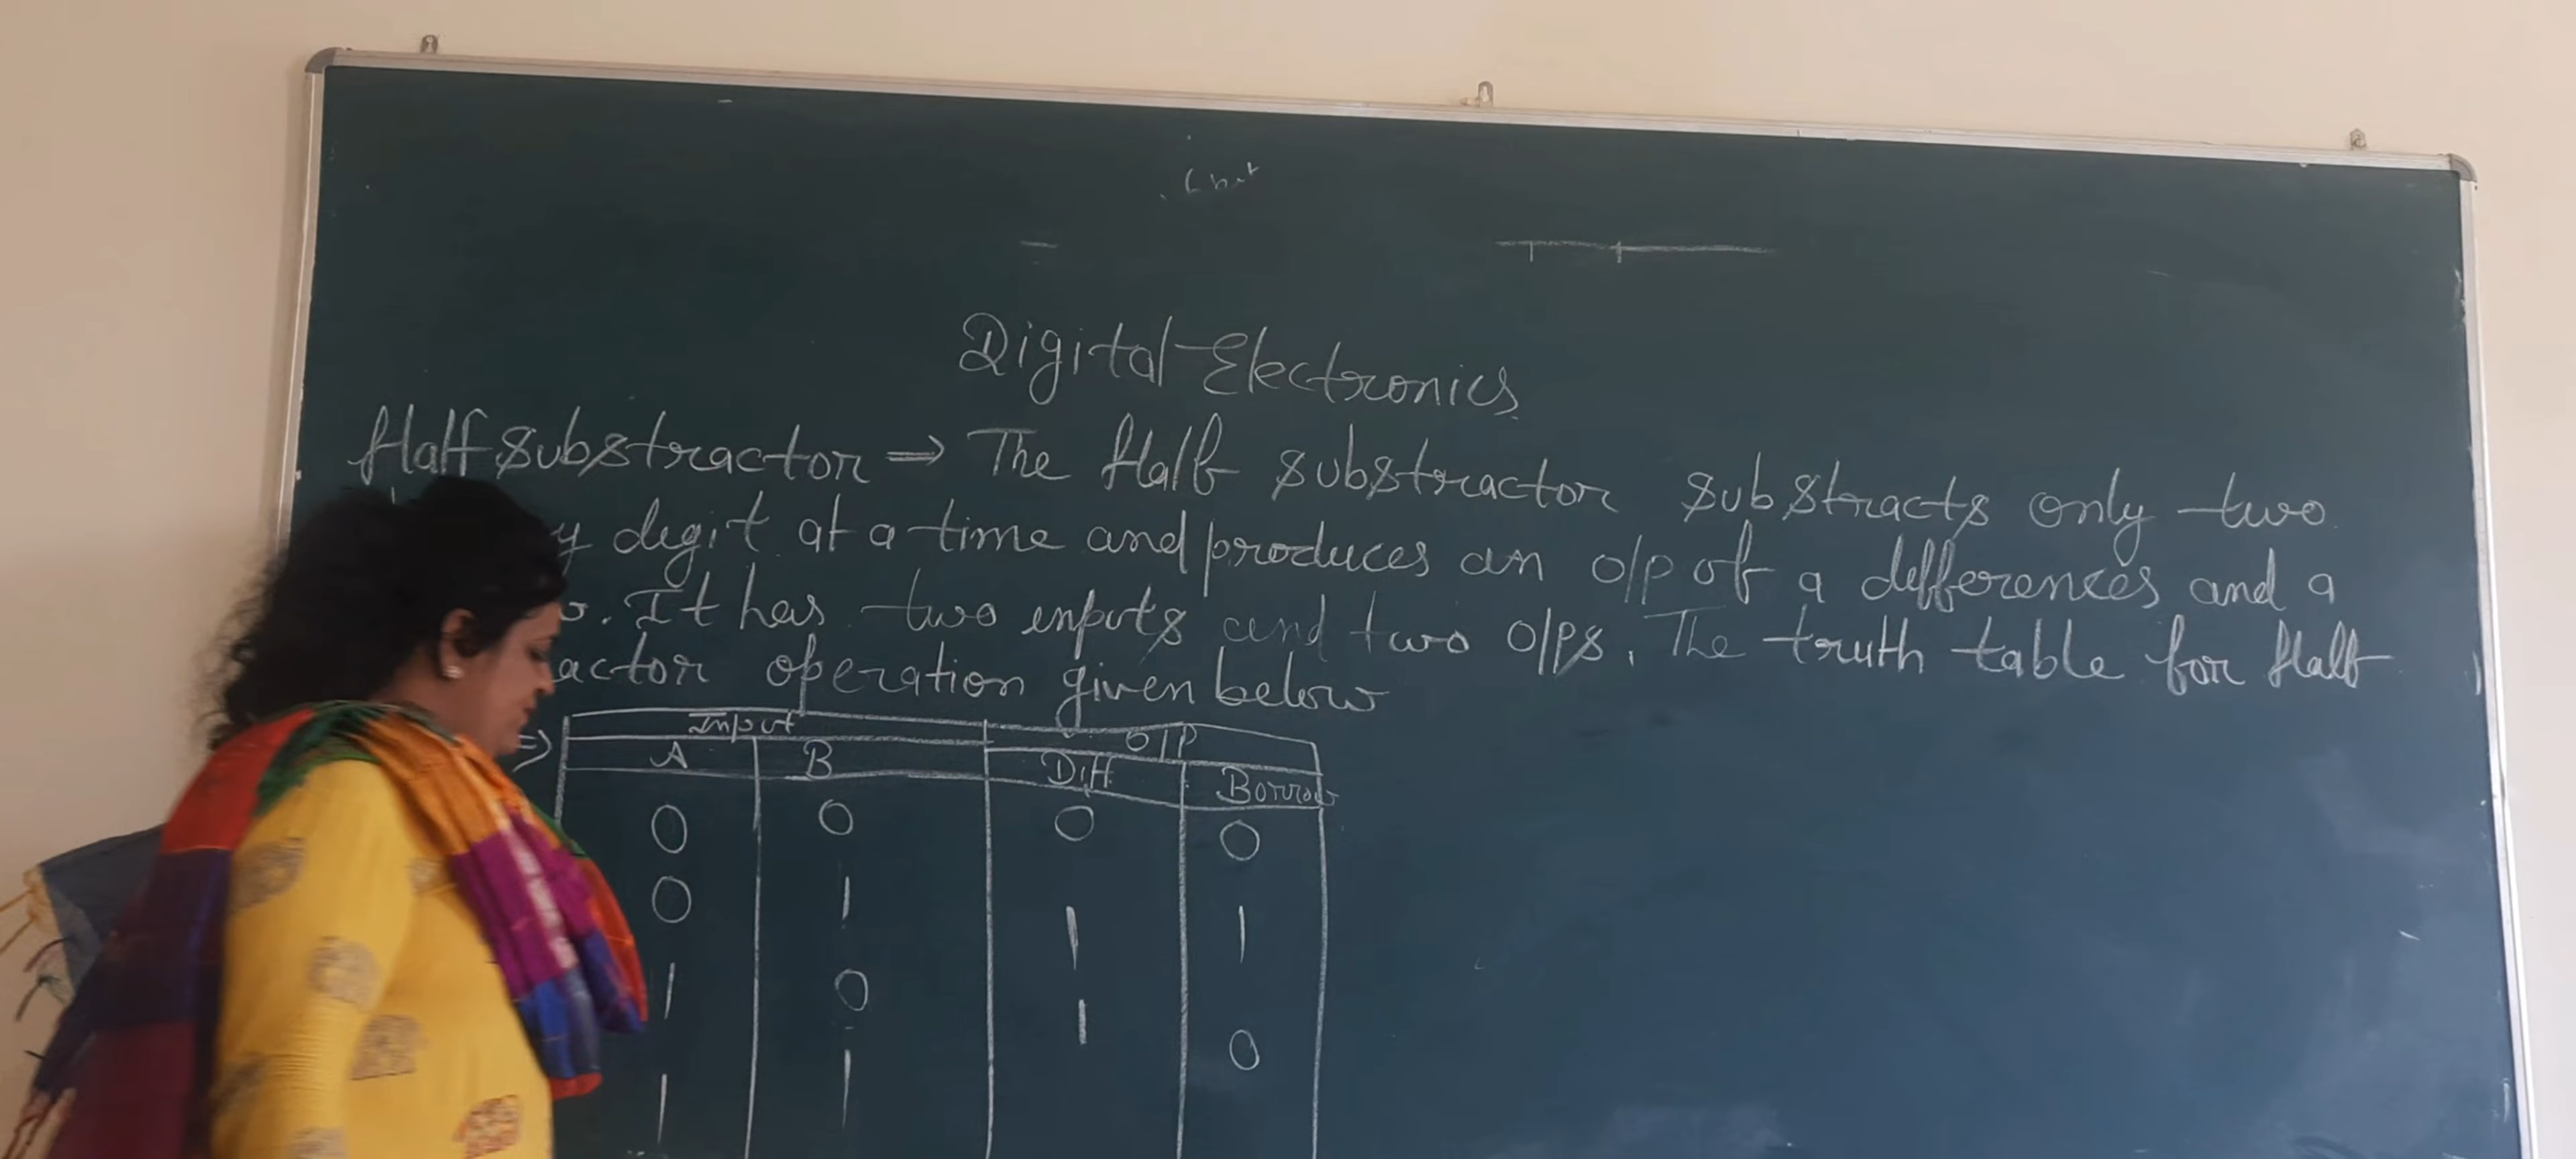 Digital Electronics
Half Substractor ⇒ The Half Substractor Substracts only two
y degit at a time and produces an O/P of a differences and a
. It has two inputs and two O/Ps. The truth table for Half
actor operation given below
⇒ Input O/P
A B Diff Borrow
0 0 0 0
0 1 1 1
1 0 1 0
1 1